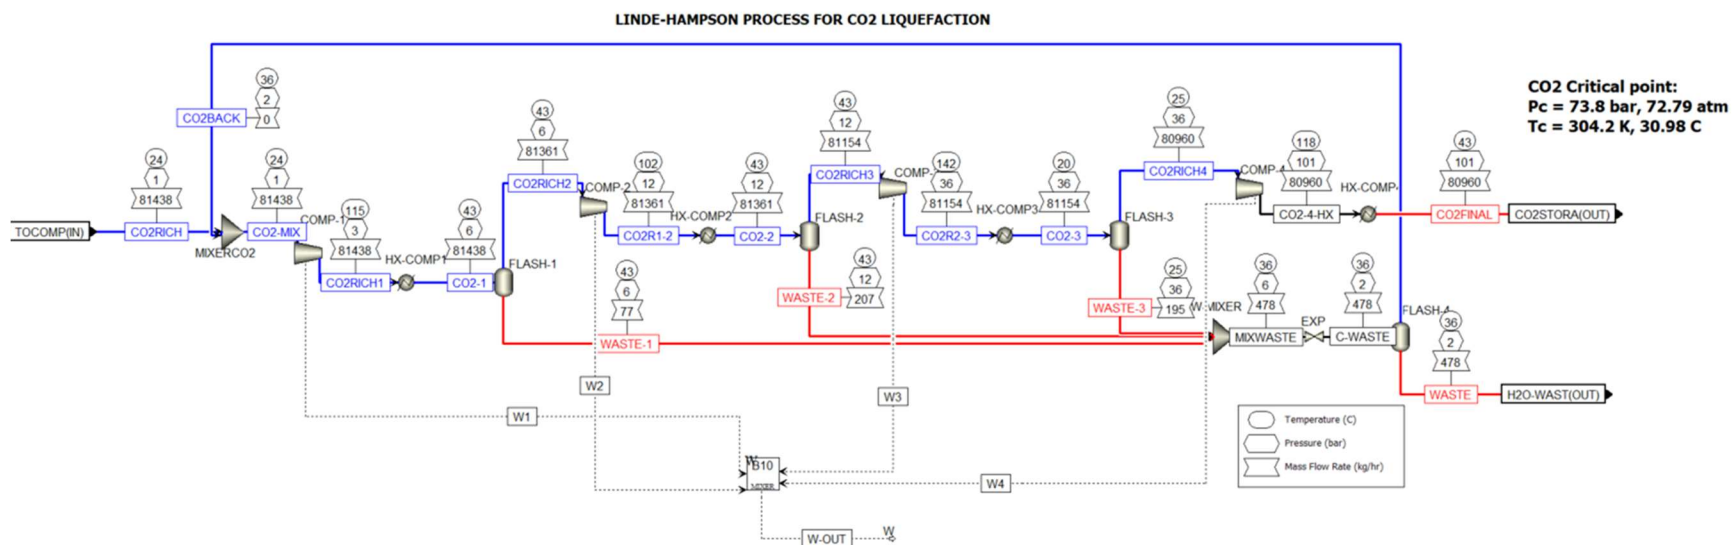 LINDE-HAMPSON PROCESS FOR CO2 LIQUEFACTION
CO2 Critical point:
Pc = 73.8 bar, 72.79 atm
Tc = 304.2 K, 30.98 C
36
2
0
CO2BACK
24
1
81438
TOCOMP(IN)
CO2RICH
MIXERCO2
24
1
81438
CO2-MIX
COMP-1
115
3
81438
CO2RICH1
HX-COMP1
43
6
81438
CO2-1
FLASH-1
43
6
81361
CO2RICH2
COMP-2
102
12
81361
CO2R1-2
HX-COMP2
43
12
81361
CO2-2
FLASH-2
43
12
81154
CO2RICH3
COMP-
142
36
81154
CO2R2-3
HX-COMP3
20
36
81154
CO2-3
FLASH-3
25
36
80960
CO2RICH4
COMP-4
118
101
80960
CO2-4-HX
HX-COMP-
43
101
80960
CO2FINAL
CO2STORA(OUT)
43
6
77
WASTE-1
43
12
207
WASTE-2
25
36
195
WASTE-3
W-MIXER
36
6
478
MIXWASTE
EXP
36
2
478
C-WASTE
FLASH-4
36
2
478
WASTE
H2O-WAST(OUT)
W1
W2
W3
W4
W
B10
MIXER
W-OUT
W
Temperature (C)
Pressure (bar)
Mass Flow Rate (kg/hr)